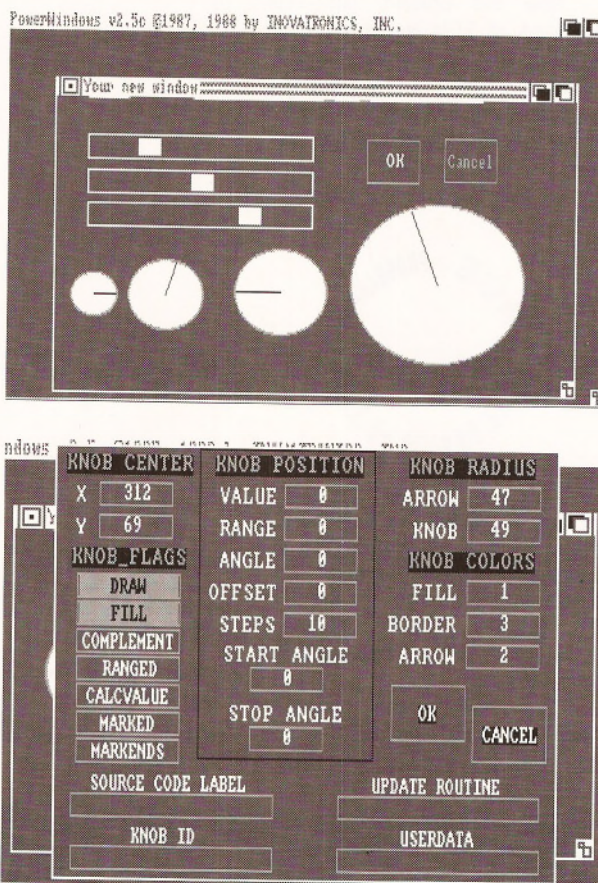 PowerWindows v2.5c ©1987, 1988 by INOVATRONICS, INC.
Your new window
OK
Cancel
ndows
KNOB CENTER
X 312
Y 69
KNOB_FLAGS
DRAW
FILL
COMPLEMENT
RANGED
CALCVALUE
MARKED
MARKENDS
KNOB POSITION
VALUE 0
RANGE 0
ANGLE 0
OFFSET 0
STEPS 10
START ANGLE
0
STOP ANGLE
0
KNOB RADIUS
ARROW 47
KNOB 49
KNOB COLORS
FILL 1
BORDER 3
ARROW 2
OK
CANCEL
SOURCE CODE LABEL
UPDATE ROUTINE
KNOB ID
USERDATA